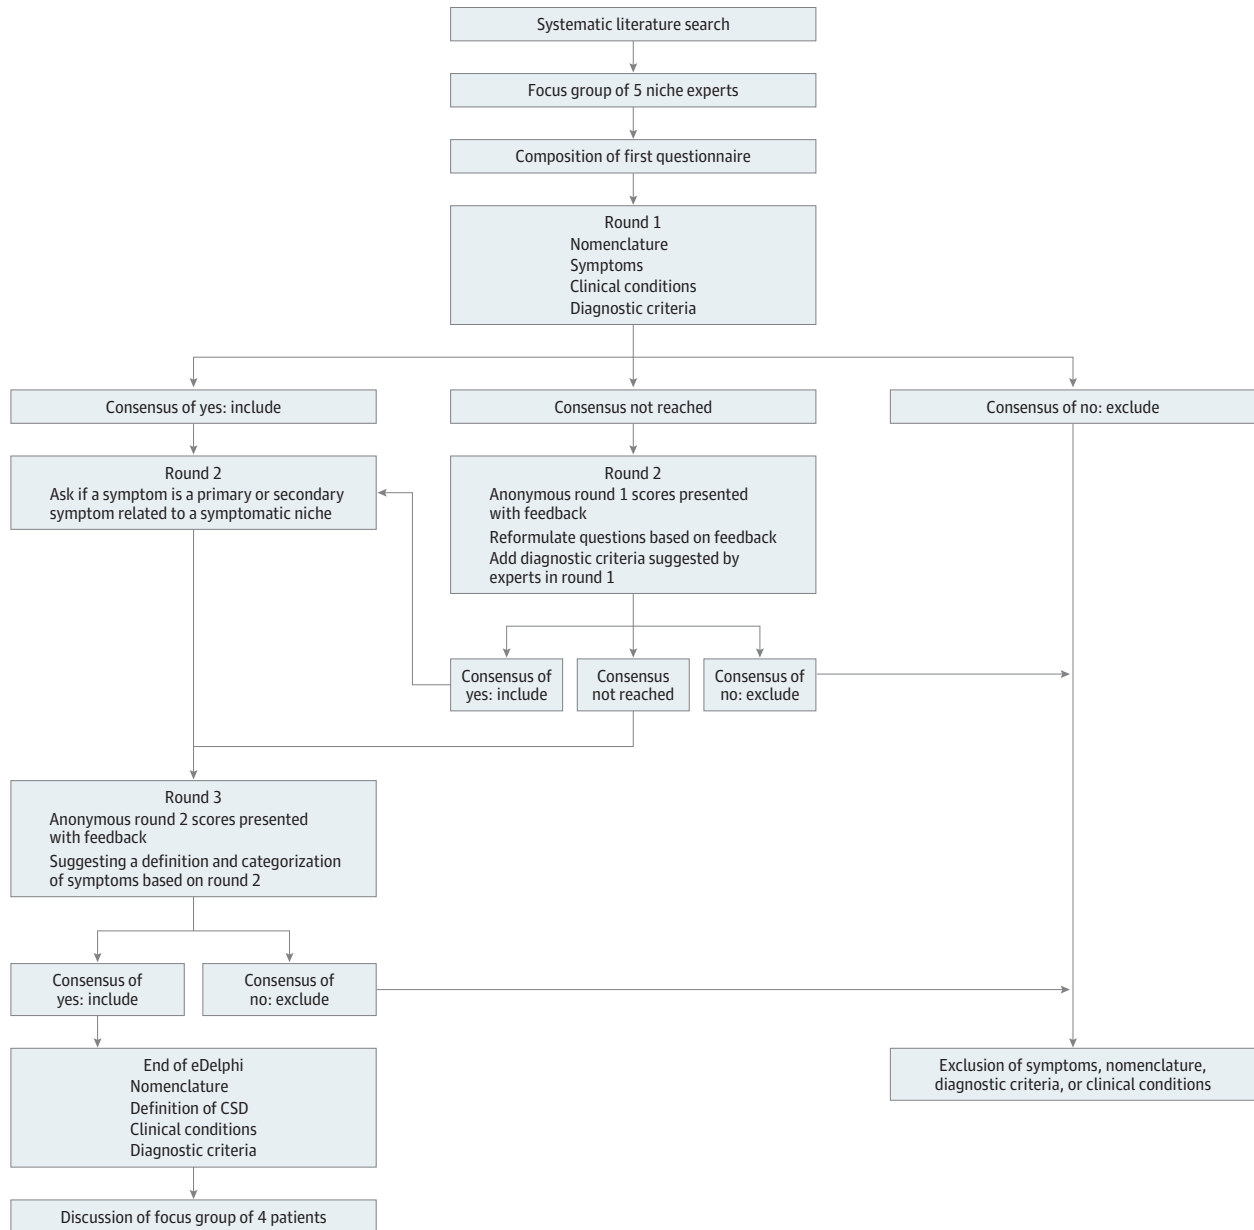 Systematic literature search
Focus group of 5 niche experts
Composition of first questionnaire
Round 1
Nomenclature
Symptoms
Clinical conditions
Diagnostic criteria
Consensus of yes: include
Consensus not reached
Consensus of no: exclude
Round 2
Ask if a symptom is a primary or secondary
symptom related to a symptomatic niche
Round 2
Anonymous round 1 scores presented
with feedback
Reformulate questions based on feedback
Add diagnostic criteria suggested by
experts in round 1
Consensus of
yes: include
Consensus
not reached
Consensus of
no: exclude
Round 3
Anonymous round 2 scores presented
with feedback
Suggesting a definition and categorization
of symptoms based on round 2
Consensus of
yes: include
Consensus of
no: exclude
End of eDelphi
Nomenclature
Definition of CSD
Clinical conditions
Diagnostic criteria
Exclusion of symptoms, nomenclature,
diagnostic criteria, or clinical conditions
Discussion of focus group of 4 patients